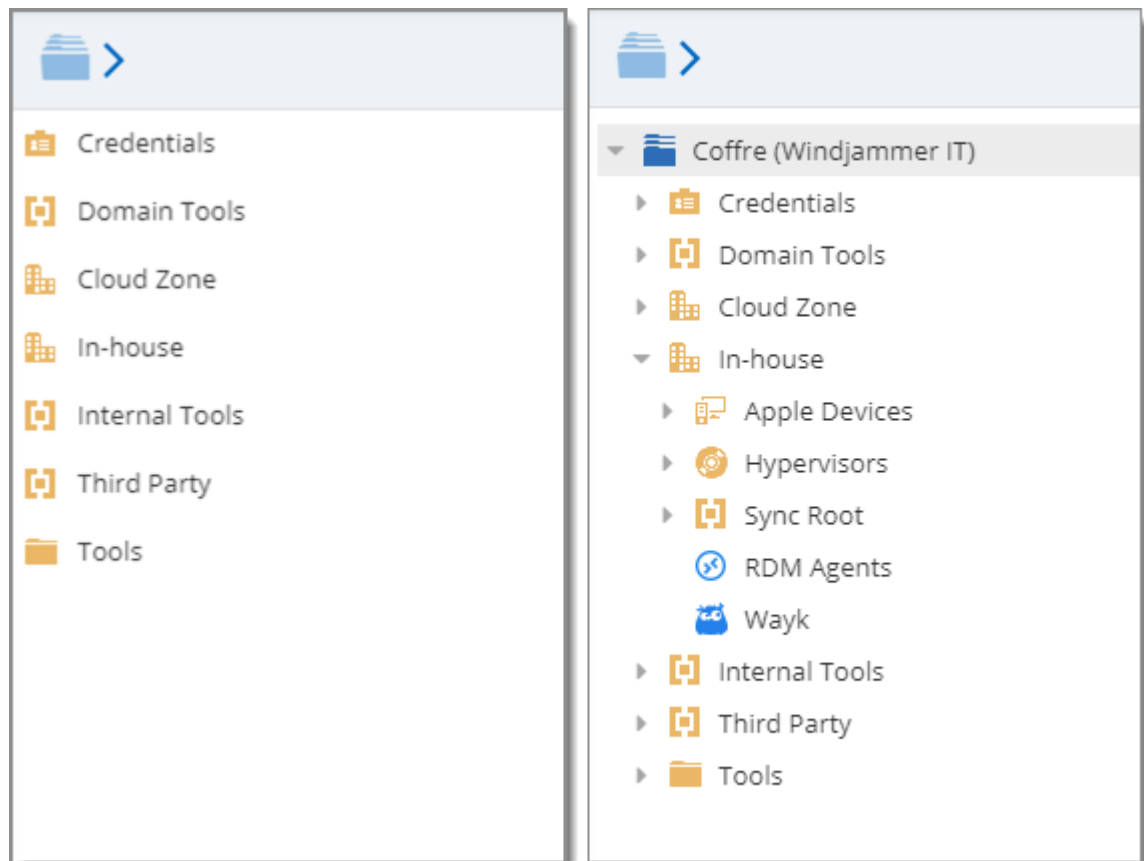 Credentials
Domain Tools
Cloud Zone
In-house
Internal Tools
Third Party
Tools
Coffre (Windjammer IT)
Credentials
Domain Tools
Cloud Zone
In-house
Apple Devices
Hypervisors
Sync Root
RDM Agents
Wayk
Internal Tools
Third Party
Tools